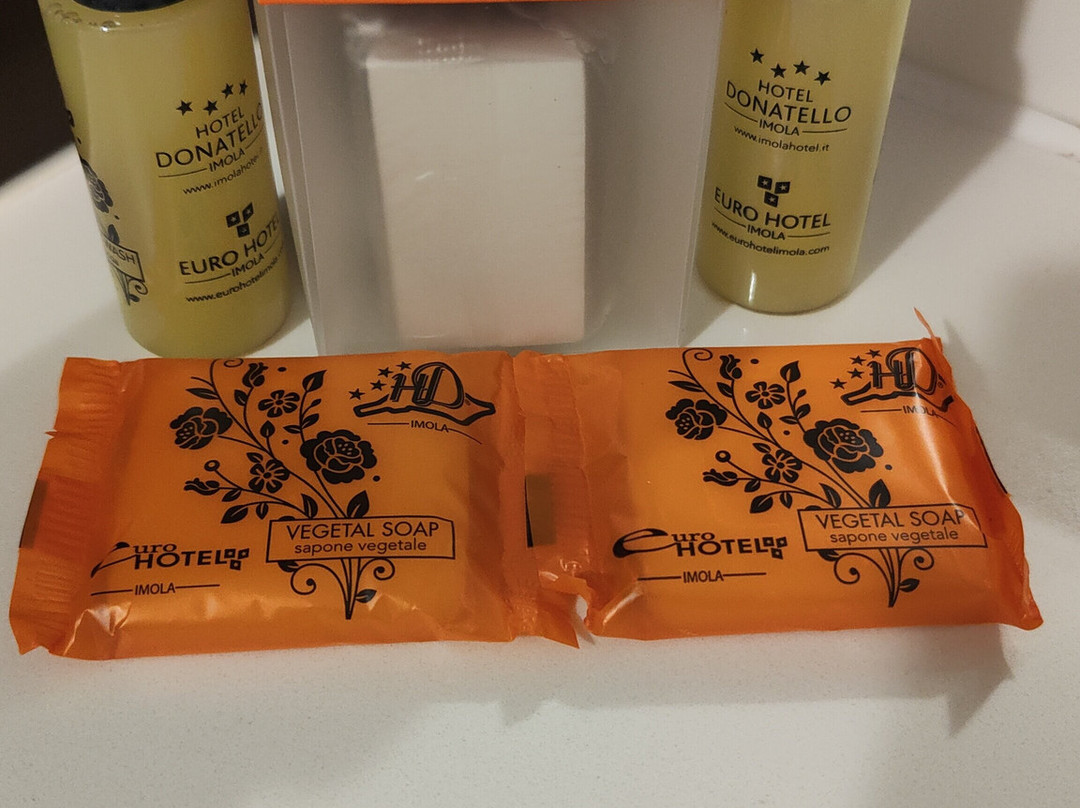 HOTEL
DONATELLO
IMOLA
www.imolahotel.
EURO HOTEL
IMOLA
www.eurohotelimola.
HOTEL
DONATELLO
IMOLA
www.imolahotel.it
EURO HOTEL
IMOLA
www.eurohotelimola.com
HD
IMOLA
VEGETAL SOAP
sapone vegetale
euro
HOTEL
IMOLA
HD
IMOLA
VEGETAL SOAP
sapone vegetale
euro
HOTEL
IMOLA